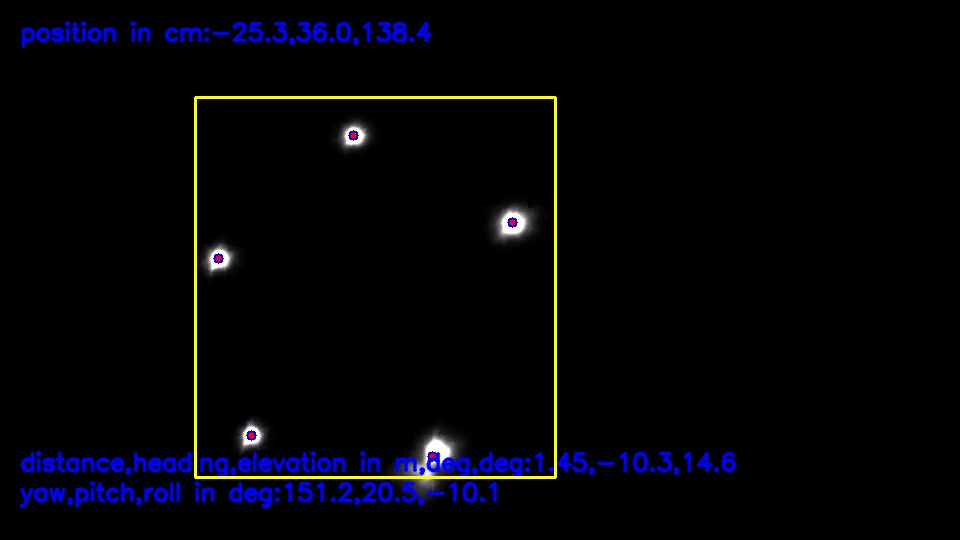 position in cm:-25.3,36.0,138.4
distance,heading,elevation in m,deg,deg:1.45,-10.3,14.6
yaw,pitch,roll in deg:151.2,20.5,-10.1